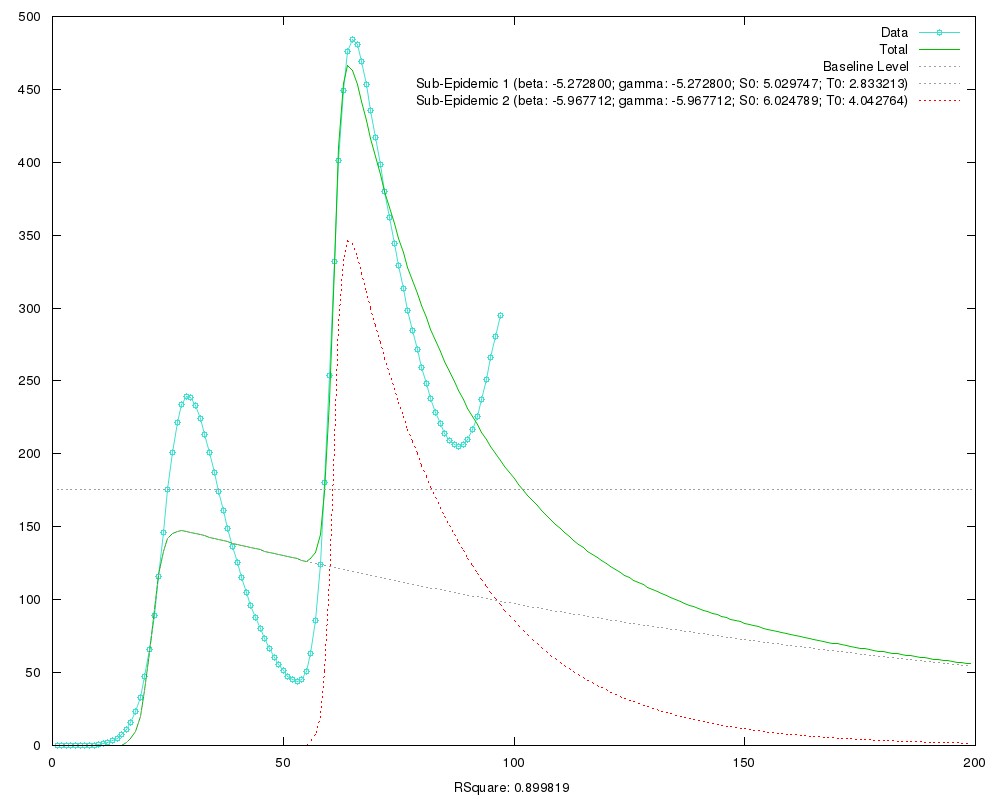 500
450
400
350
300
250
200
150
100
50
0
Data
Total
Baseline Level
Sub-Epidemic 1 (beta: -5.272800; gamma: -5.272800; S0: 5.029747; T0: 2.833213)
Sub-Epidemic 2 (beta: -5.967712; gamma: -5.967712; S0: 6.024789; T0: 4.042764)
0 50 100 150 200
RSquare: 0.899819